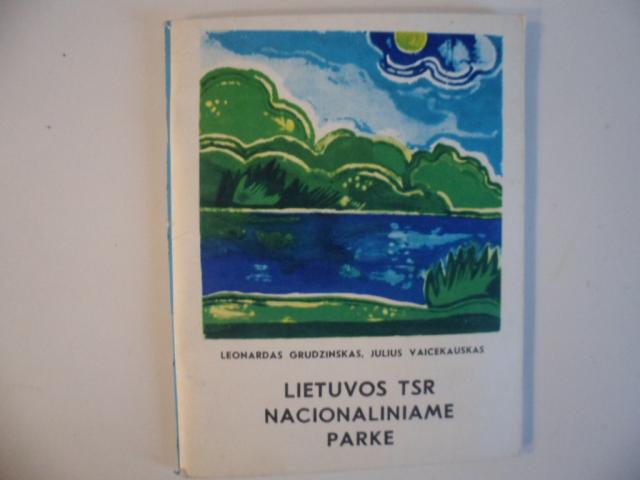 LEONARDAS GRUDZINSKAS, JULIUS VAICEKAUSKAS
LIETUVOS TSR
NACIONALINIAME
PARKE